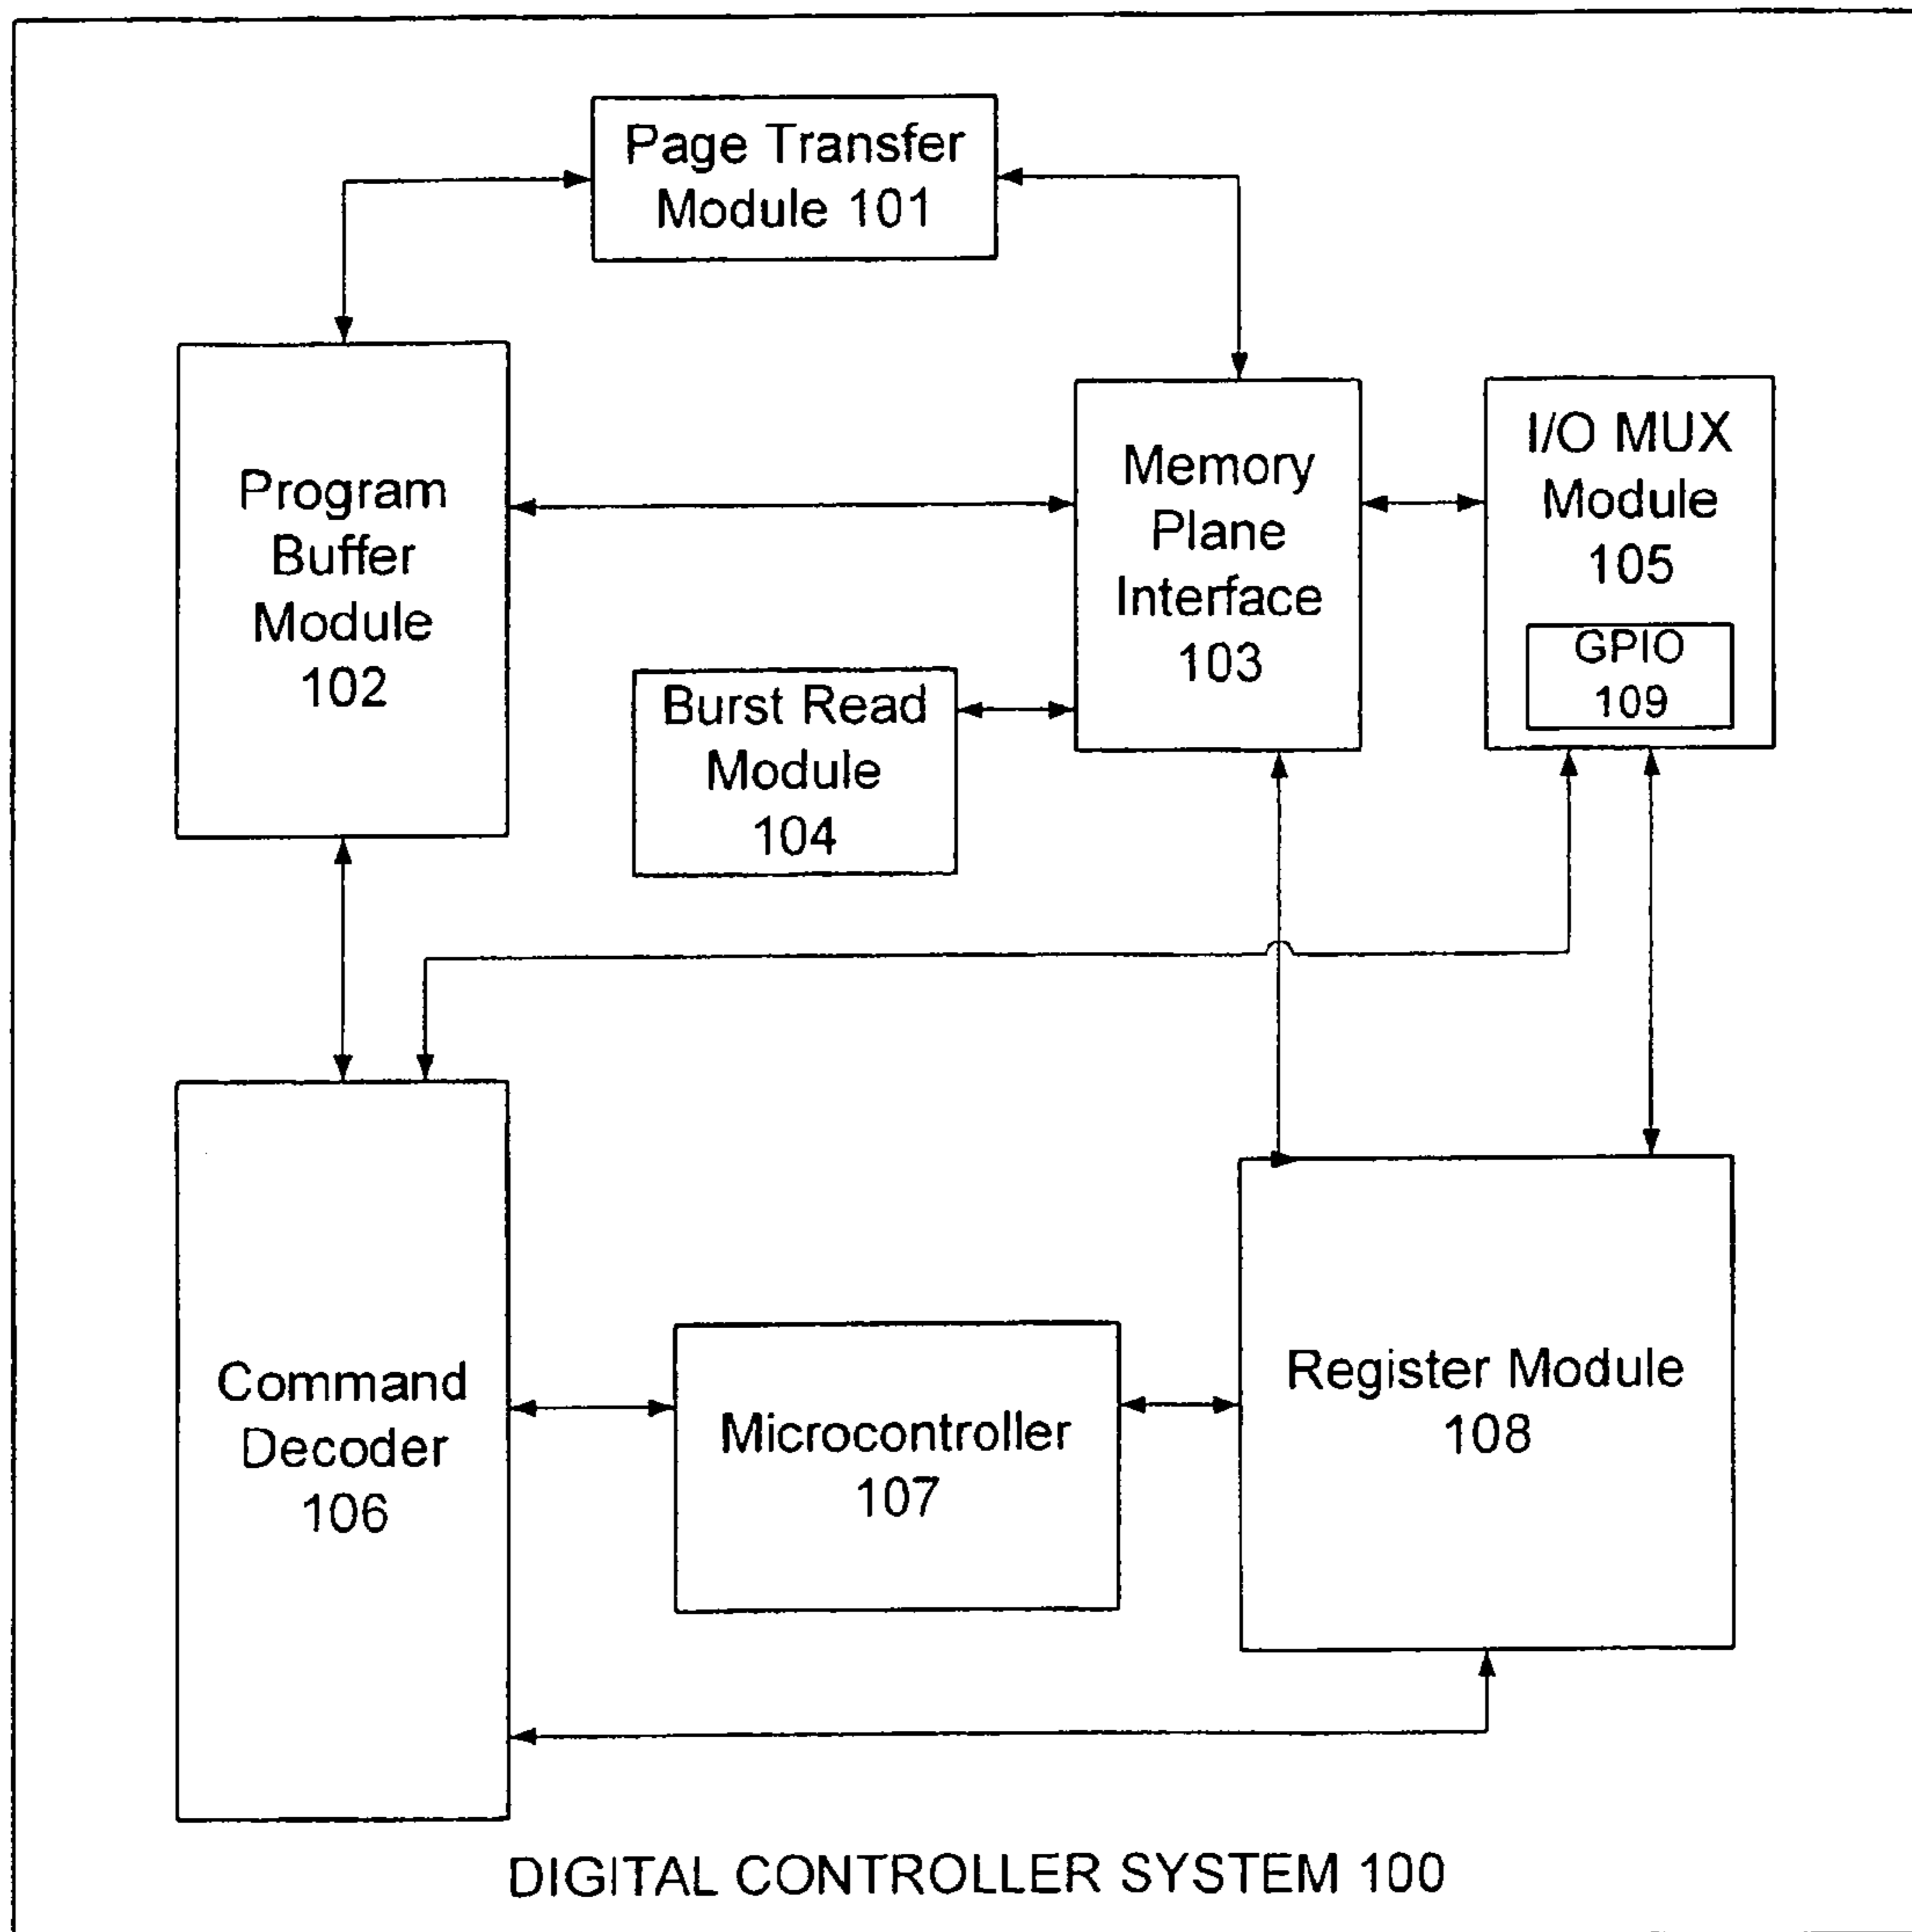 Page Transfer
Module 101
Program
Buffer
Module
102
Memory
Plane
Interface
103
I/O MUX
Module
105
GPIO
109
Burst Read
Module
104
Command
Decoder
106
Microcontroller
107
Register Module
108
DIGITAL CONTROLLER SYSTEM 100